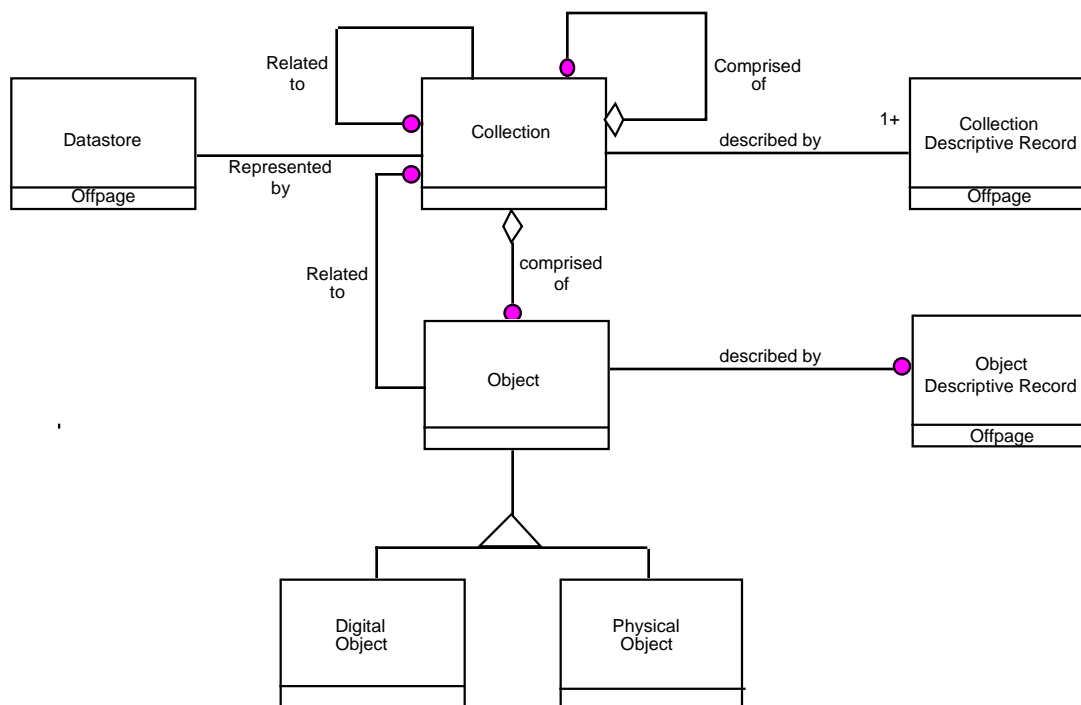 Related
to
Comprised
of
Datastore
Offpage
Collection
1+
Collection
Descriptive Record
Offpage
Represented
by
described by
Related
to
comprised
of
Object
described by
Object
Descriptive Record
Offpage
Digital
Object
Physical
Object